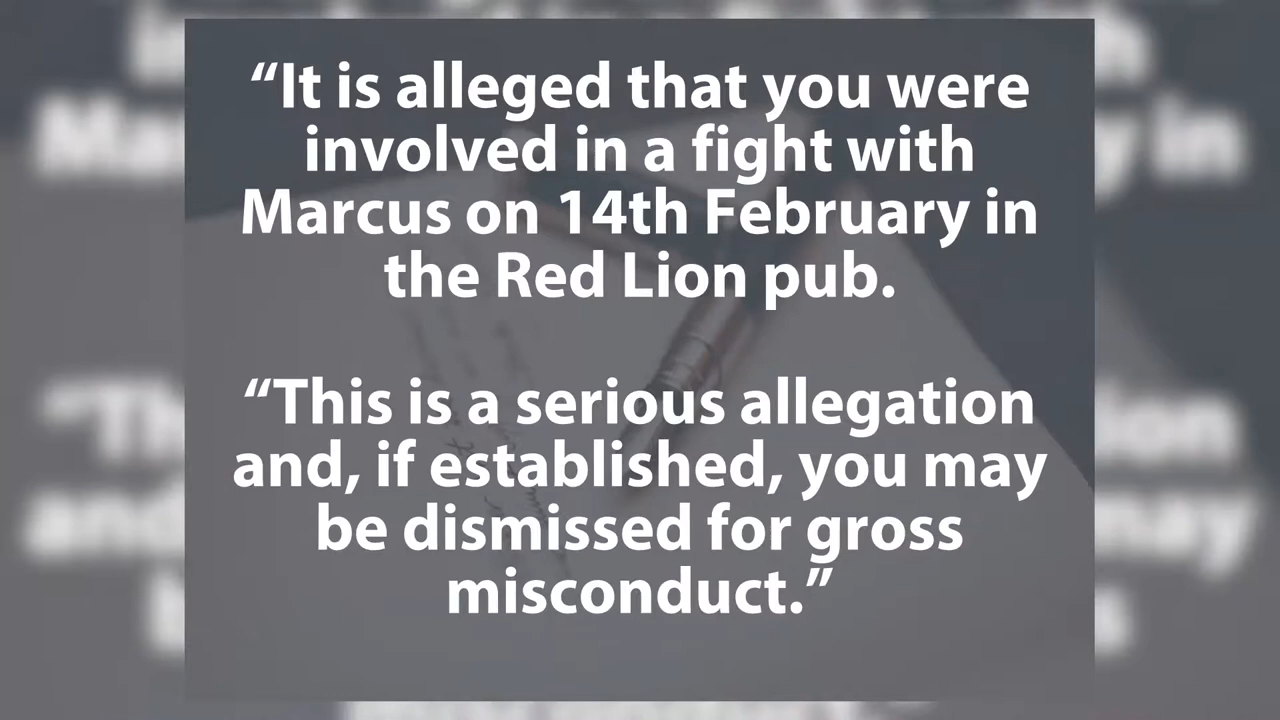 “It is alleged that you were
involved in a fight with
Marcus on 14th February in
the Red Lion pub.
“This is a serious allegation
and, if established, you may
be dismissed for gross
misconduct.”